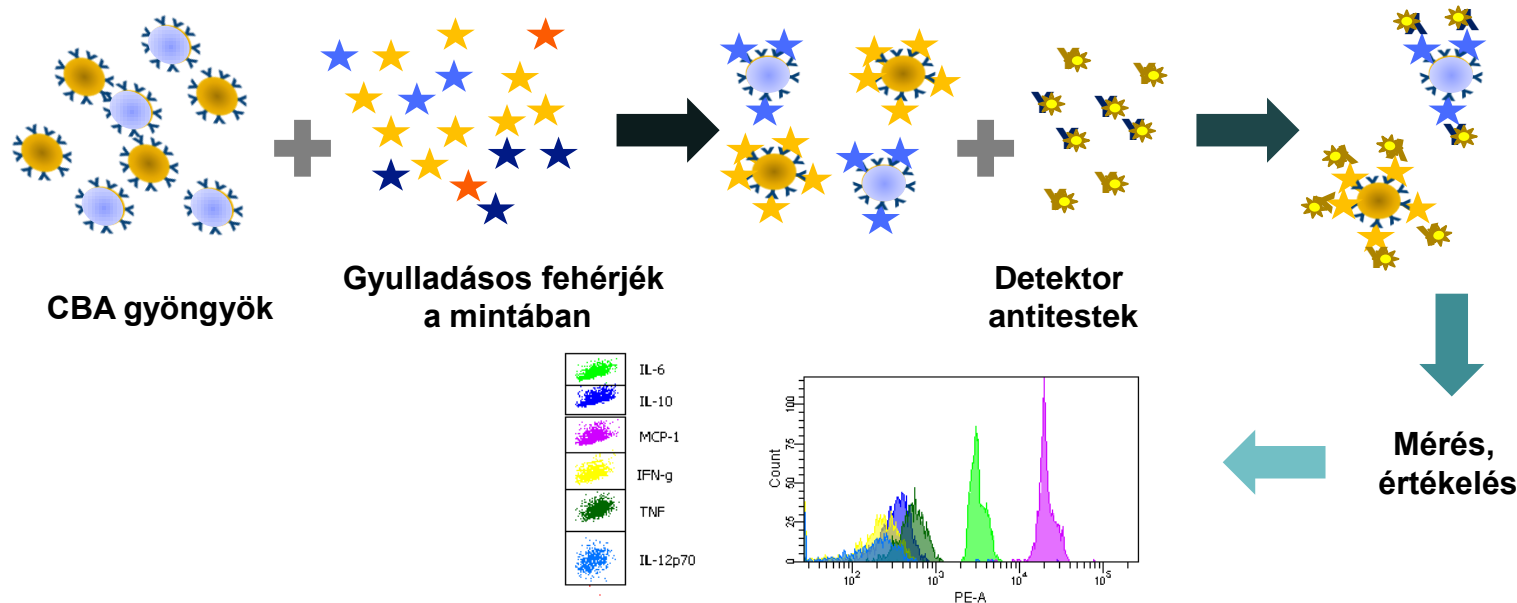 CBA gyöngyök
Gyulladásos fehérjék
a mintában
Detektor
antitestek
IL-6
IL-10
MCP-1
IFN-g
TNF
IL-12p70
Count
0
25
50
75
100
10²
10³
10⁴
10⁵
PE-A
Mérés,
értékelés